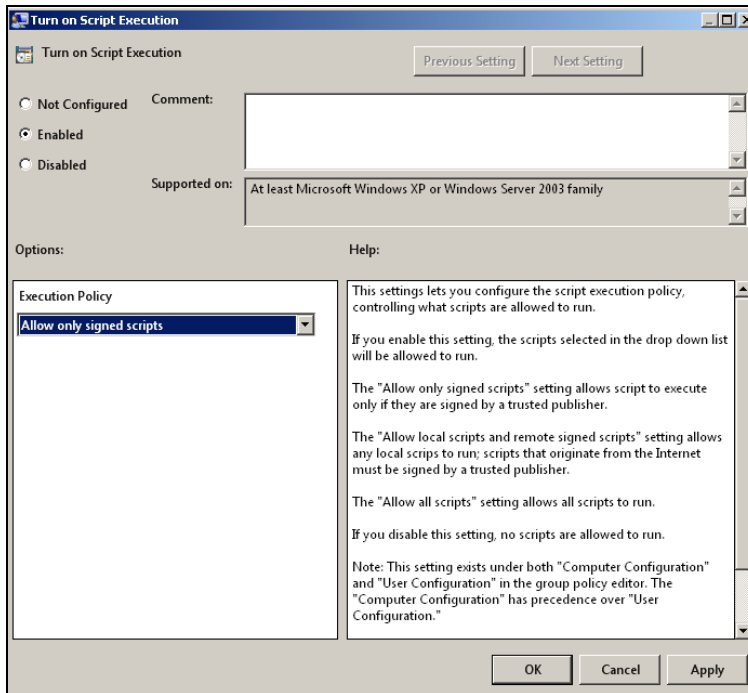 Turn on Script Execution
Turn on Script Execution
Previous Setting
Next Setting
Not Configured
Comment:
Enabled
Disabled
Supported on:
At least Microsoft Windows XP or Windows Server 2003 family
Options:
Help:
Execution Policy
Allow only signed scripts
This settings lets you configure the script execution policy,
controlling what scripts are allowed to run.
If you enable this setting, the scripts selected in the drop down list
will be allowed to run.
The "Allow only signed scripts" setting allows script to execute
only if they are signed by a trusted publisher.
The "Allow local scripts and remote signed scripts" setting allows
any local scrips to run; scripts that originate from the Internet
must be signed by a trusted publisher.
The "Allow all scripts" setting allows all scripts to run.
If you disable this setting, no scripts are allowed to run.
Note: This setting exists under both "Computer Configuration"
and "User Configuration" in the group policy editor. The
"Computer Configuration" has precedence over "User
Configuration."
OK
Cancel
Apply